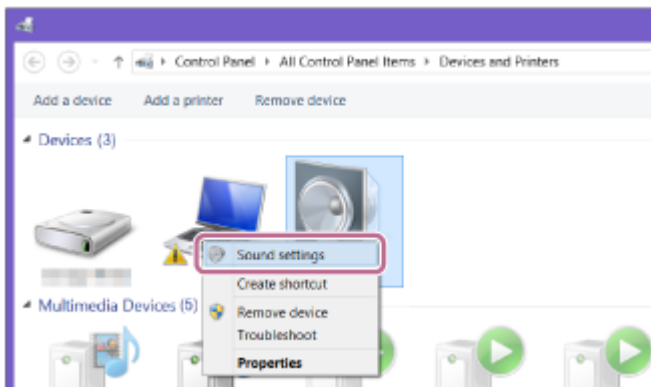 Control Panel All Control Panel Items Devices and Printers
Add a device Add a printer Remove device
Devices (3)
Sound settings
Create shortcut
Multimedia Devices (5)
Remove device
Troubleshoot
Properties